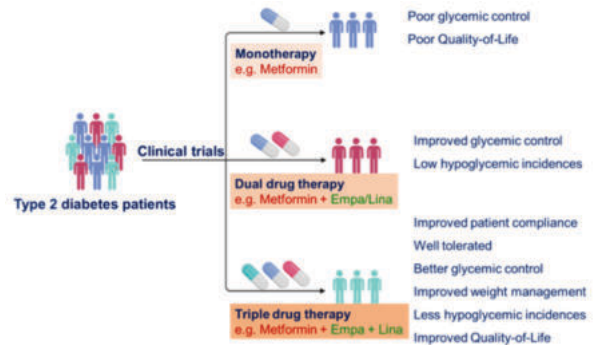 Poor glycemic control
Poor Quality-of-Life
Monotherapy
e.g. Metformin
Clinical trials
Type 2 diabetes patients
Improved glycemic control
Low hypoglycemic incidences
Dual drug therapy
e.g. Metformin + Empa/Lina
Improved patient compliance
Well tolerated
Better glycemic control
Improved weight management
Less hypoglycemic incidences
Improved Quality-of-Life
Triple drug therapy
e.g. Metformin + Empa + Lina